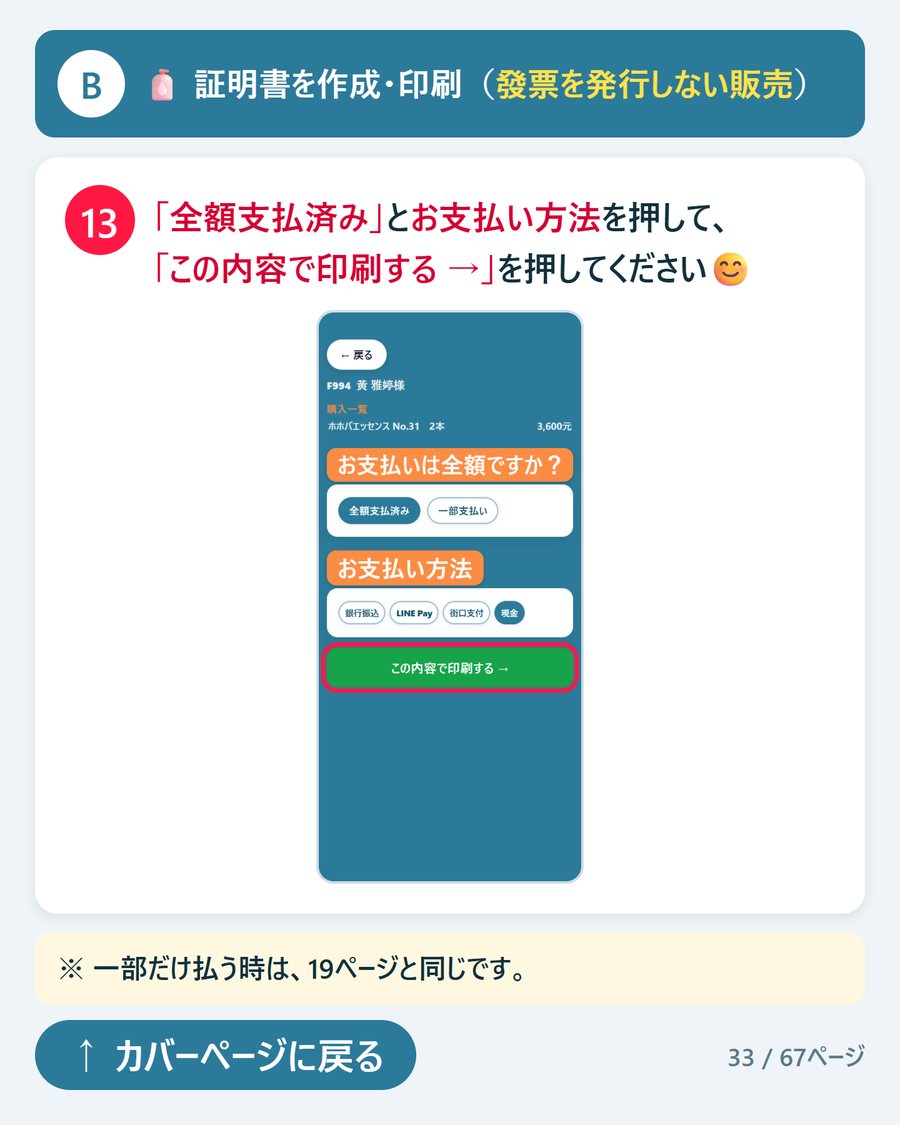 B 証明書を作成・印刷（發票を発行しない販売）
13 「全額支払済み」とお支払い方法を押して、
「この内容で印刷する →」を押してください😊
← 戻る
F994 黄 雅婷様
購入一覧
ホホバエッセンス No.31 2本 3,600元
お支払いは全額ですか？
全額支払済み 一部支払い
お支払い方法
銀行振込 LINE Pay 街口支付 現金
この内容で印刷する →
※ 一部だけ払う時は、19ページと同じです。
↑ カバーページに戻る
33 / 67ページ